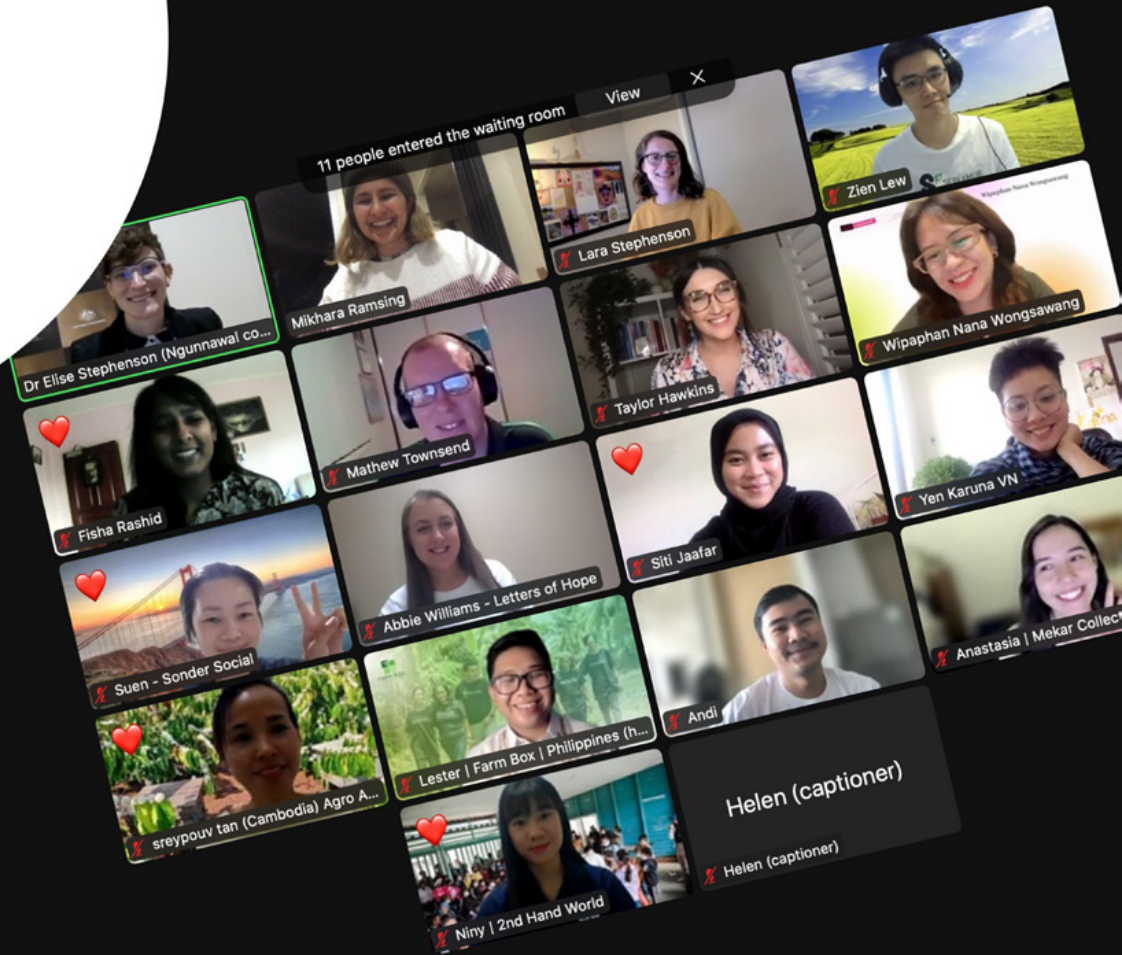 11 people entered the waiting room
View
Dr Elise Stephenson (Ngunnawal co...
Mikhara Ramsing
Lara Stephenson
Zien Lew
Fisha Rashid
Mathew Townsend
Taylor Hawkins
Wipaphan Nana Wongsawang
Wipaphan Nana Wongsawang
Suen - Sonder Social
Abbie Williams - Letters of Hope
Siti Jaafar
Yen Karuna VN
sreypouv tan (Cambodia) Agro A...
Lester | Farm Box | Philippines (h...
Andi
Anastasia | Mekar Collect
Niny | 2nd Hand World
Helen (captioner)
Helen (captioner)